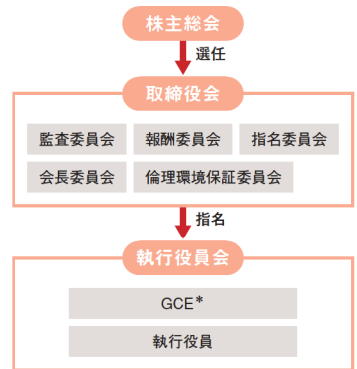 株主総会
選任
取締役会
監査委員会 報酬委員会 指名委員会
会長委員会 倫理環境保証委員会
指名
執行役員会
GCE*
執行役員